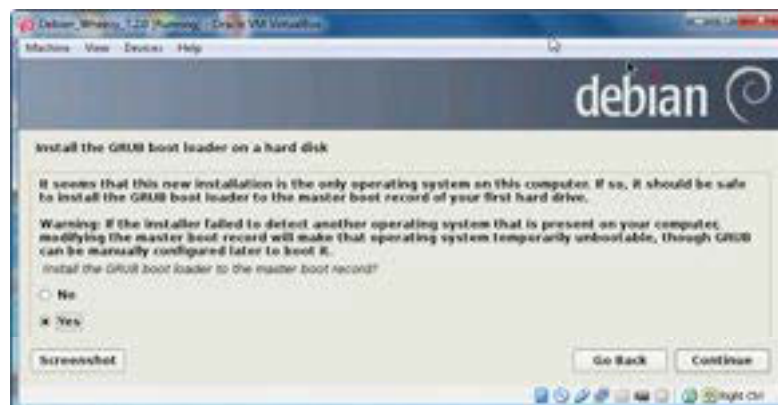 Debian_Wheezy_7.2.0 [Running] - Oracle VM VirtualBox
Machine View Devices Help
debian
Install the GRUB boot loader on a hard disk
It seems that this new installation is the only operating system on this computer. If so, it should be safe
to install the GRUB boot loader to the master boot record of your first hard drive.
Warning: If the installer failed to detect another operating system that is present on your computer,
modifying the master boot record will make that operating system temporarily unbootable, though GRUB
can be manually configured later to boot it.
Install the GRUB boot loader to the master boot record?
No
Yes
Screenshot
Go Back
Continue
Right Ctrl